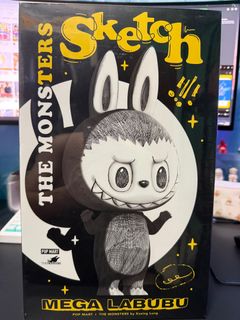 Sketch
THE MONSTERS
POP MART
MEGA LABUBU
POP MART / THE MONSTERS by Kasing Lung